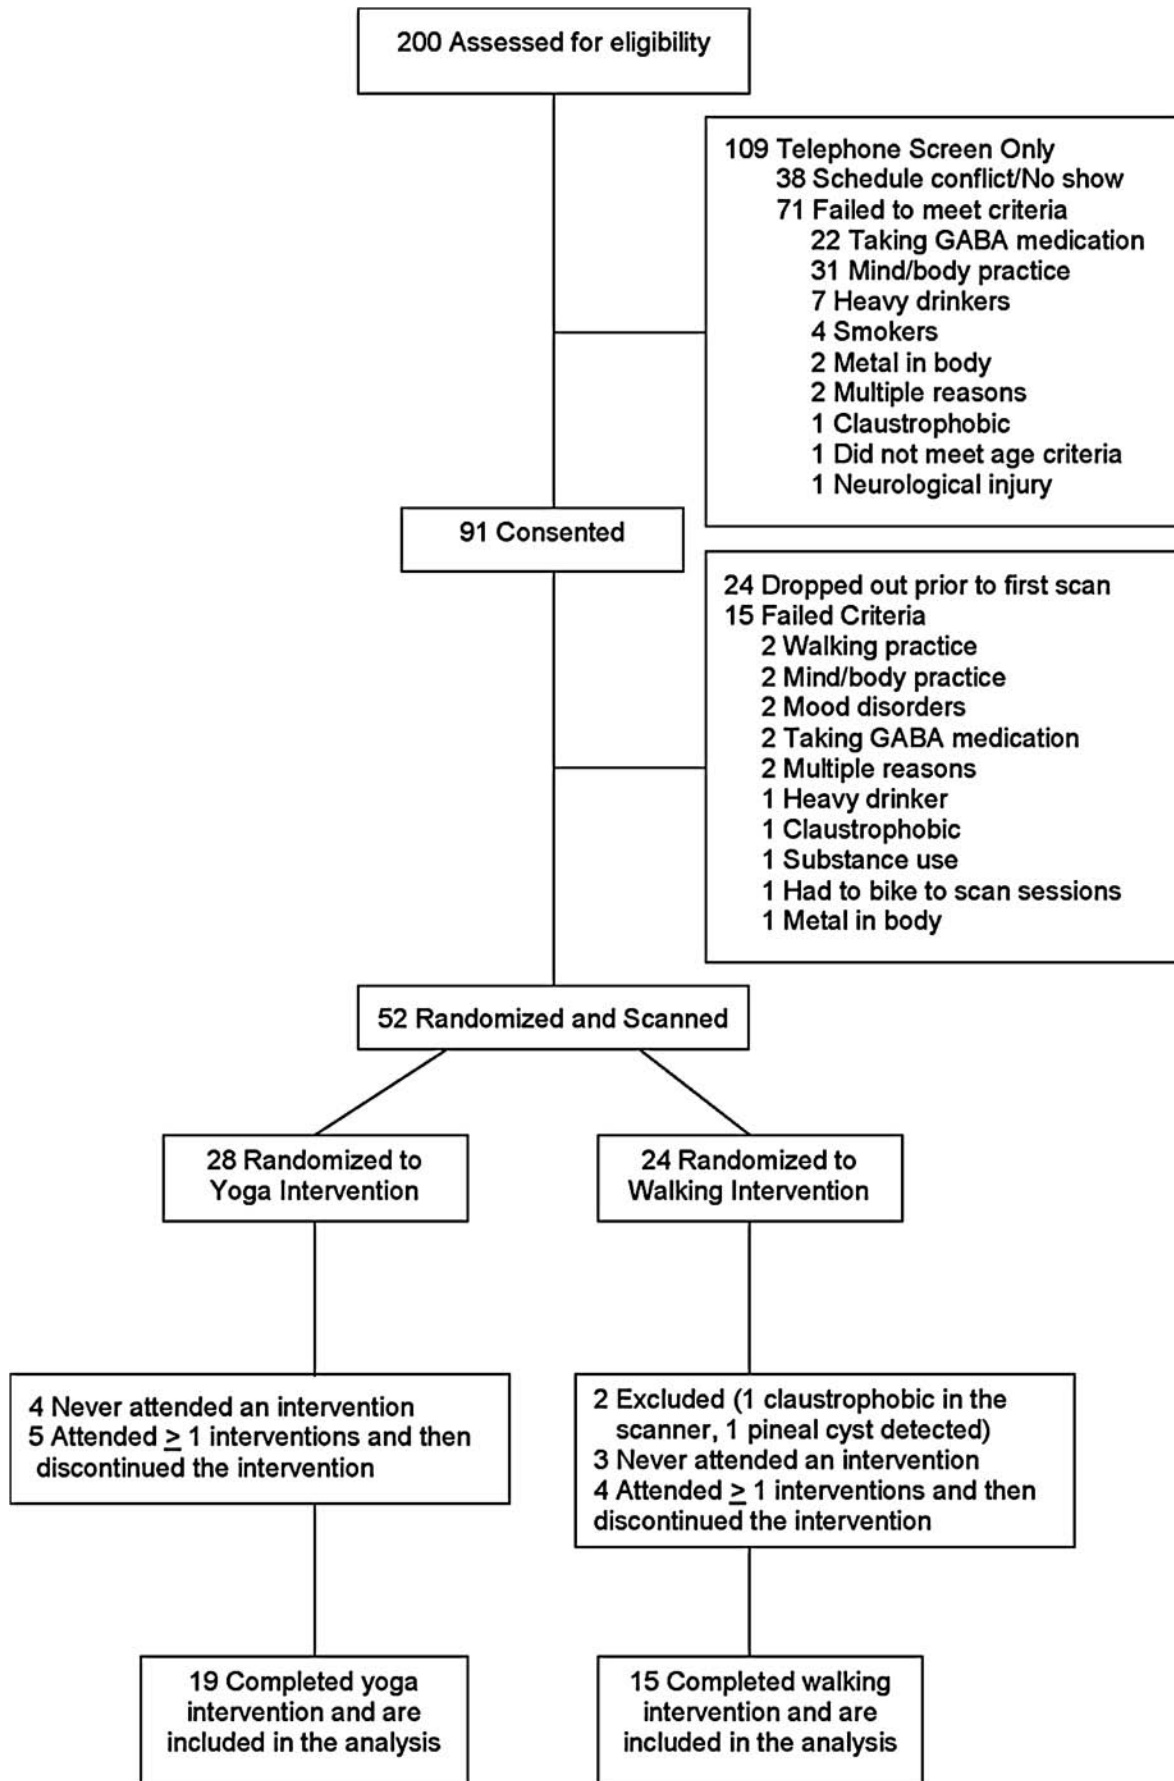 200 Assessed for eligibility
109 Telephone Screen Only
38 Schedule conflict/No show
71 Failed to meet criteria
22 Taking GABA medication
31 Mind/body practice
7 Heavy drinkers
4 Smokers
2 Metal in body
2 Multiple reasons
1 Claustrophobic
1 Did not meet age criteria
1 Neurological injury
91 Consented
24 Dropped out prior to first scan
15 Failed Criteria
2 Walking practice
2 Mind/body practice
2 Mood disorders
2 Taking GABA medication
2 Multiple reasons
1 Heavy drinker
1 Claustrophobic
1 Substance use
1 Had to bike to scan sessions
1 Metal in body
52 Randomized and Scanned
28 Randomized to
Yoga Intervention
24 Randomized to
Walking Intervention
4 Never attended an intervention
5 Attended ≥ 1 interventions and then
discontinued the intervention
2 Excluded (1 claustrophobic in the
scanner, 1 pineal cyst detected)
3 Never attended an intervention
4 Attended ≥ 1 interventions and then
discontinued the intervention
19 Completed yoga
intervention and are
included in the analysis
15 Completed walking
intervention and are
included in the analysis